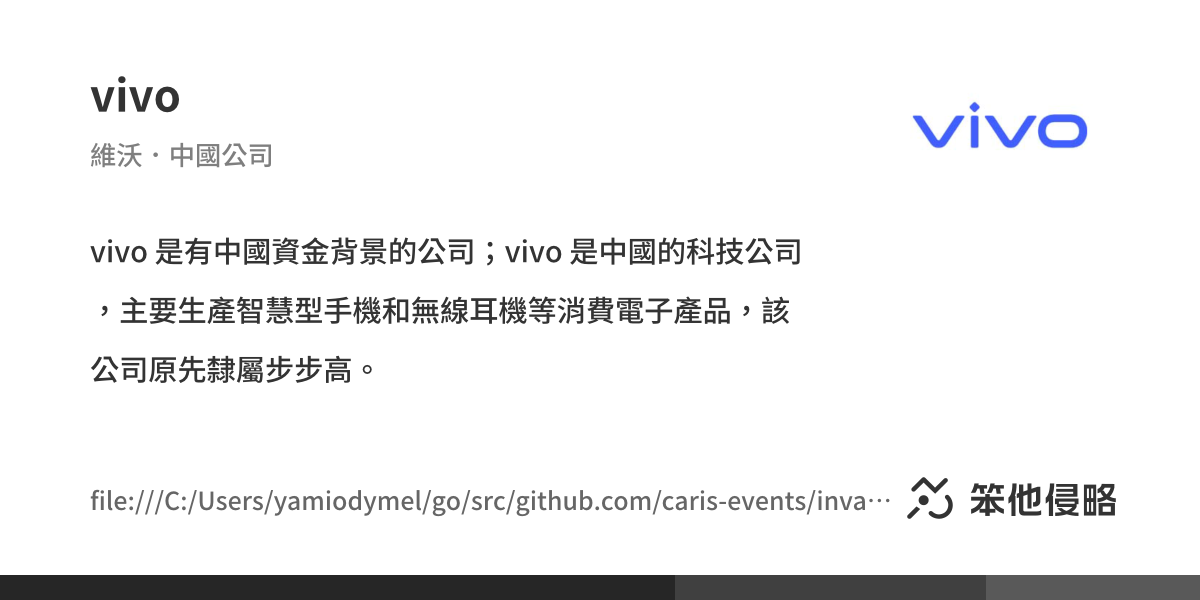 vivo
維沃．中國公司
vivo
vivo 是有中國資金背景的公司；vivo 是中國的科技公司
，主要生產智慧型手機和無線耳機等消費電子產品，該
公司原先隸屬步步高。
file:///C:/Users/yamiodymel/go/src/github.com/caris-events/inva…
笨他侵略